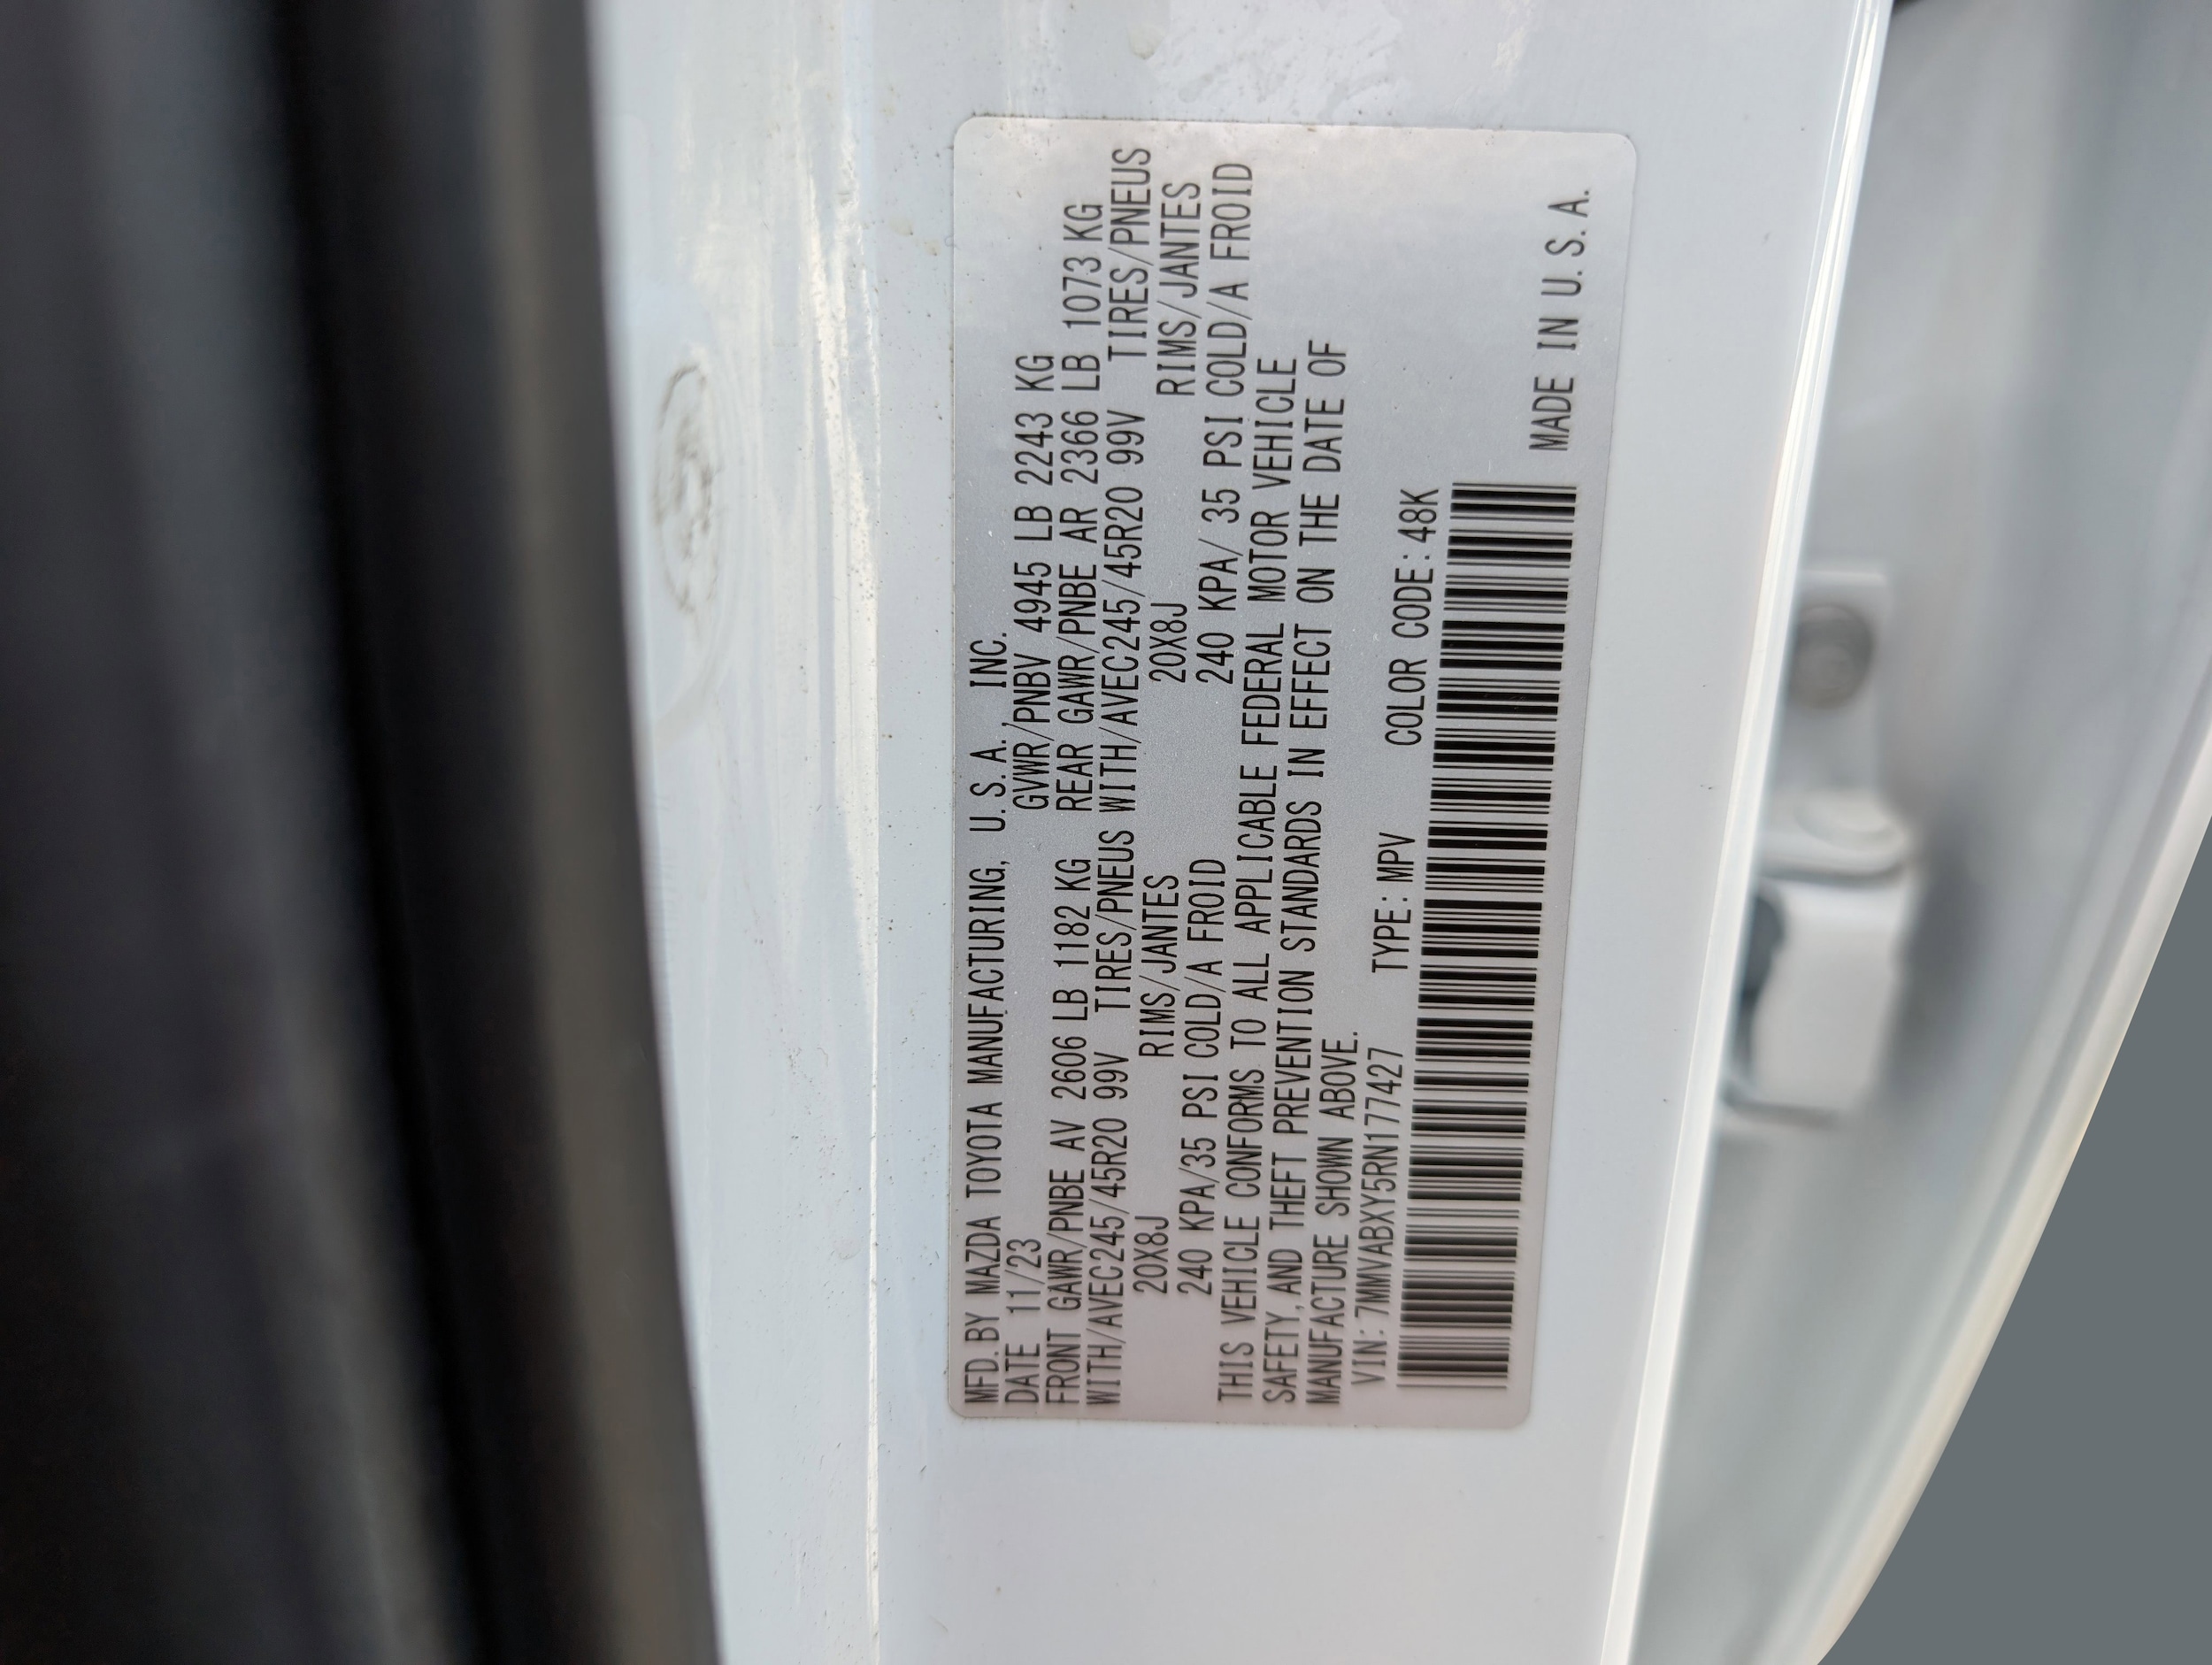 MFD. BY MAZDA TOYOTA MANUFACTURING, U.S.A., INC.
DATE 11/23 GVWR/PNBV 4945 LB 2243 KG
FRONT GAWR/PNBE AV 2606 LB 1182 KG REAR GAWR/PNBE AR 2366 LB 1073 KG
WITH/AVEC245/45R20 99V TIRES/PNEUS WITH/AVEC245/45R20 99V TIRES/PNEUS
20X8J RIMS/JANTES 20X8J RIMS/JANTES
240 KPA/35 PSI COLD/A FROID 240 KPA/ 35 PSI COLD/A FROID
THIS VEHICLE CONFORMS TO ALL APPLICABLE FEDERAL MOTOR VEHICLE
SAFETY, AND THEFT PREVENTION STANDARDS IN EFFECT ON THE DATE OF
MANUFACTURE SHOWN ABOVE.
VIN:7MMVABXY5RN177427 TYPE:MPV COLOR CODE:48K
MADE IN U.S.A.